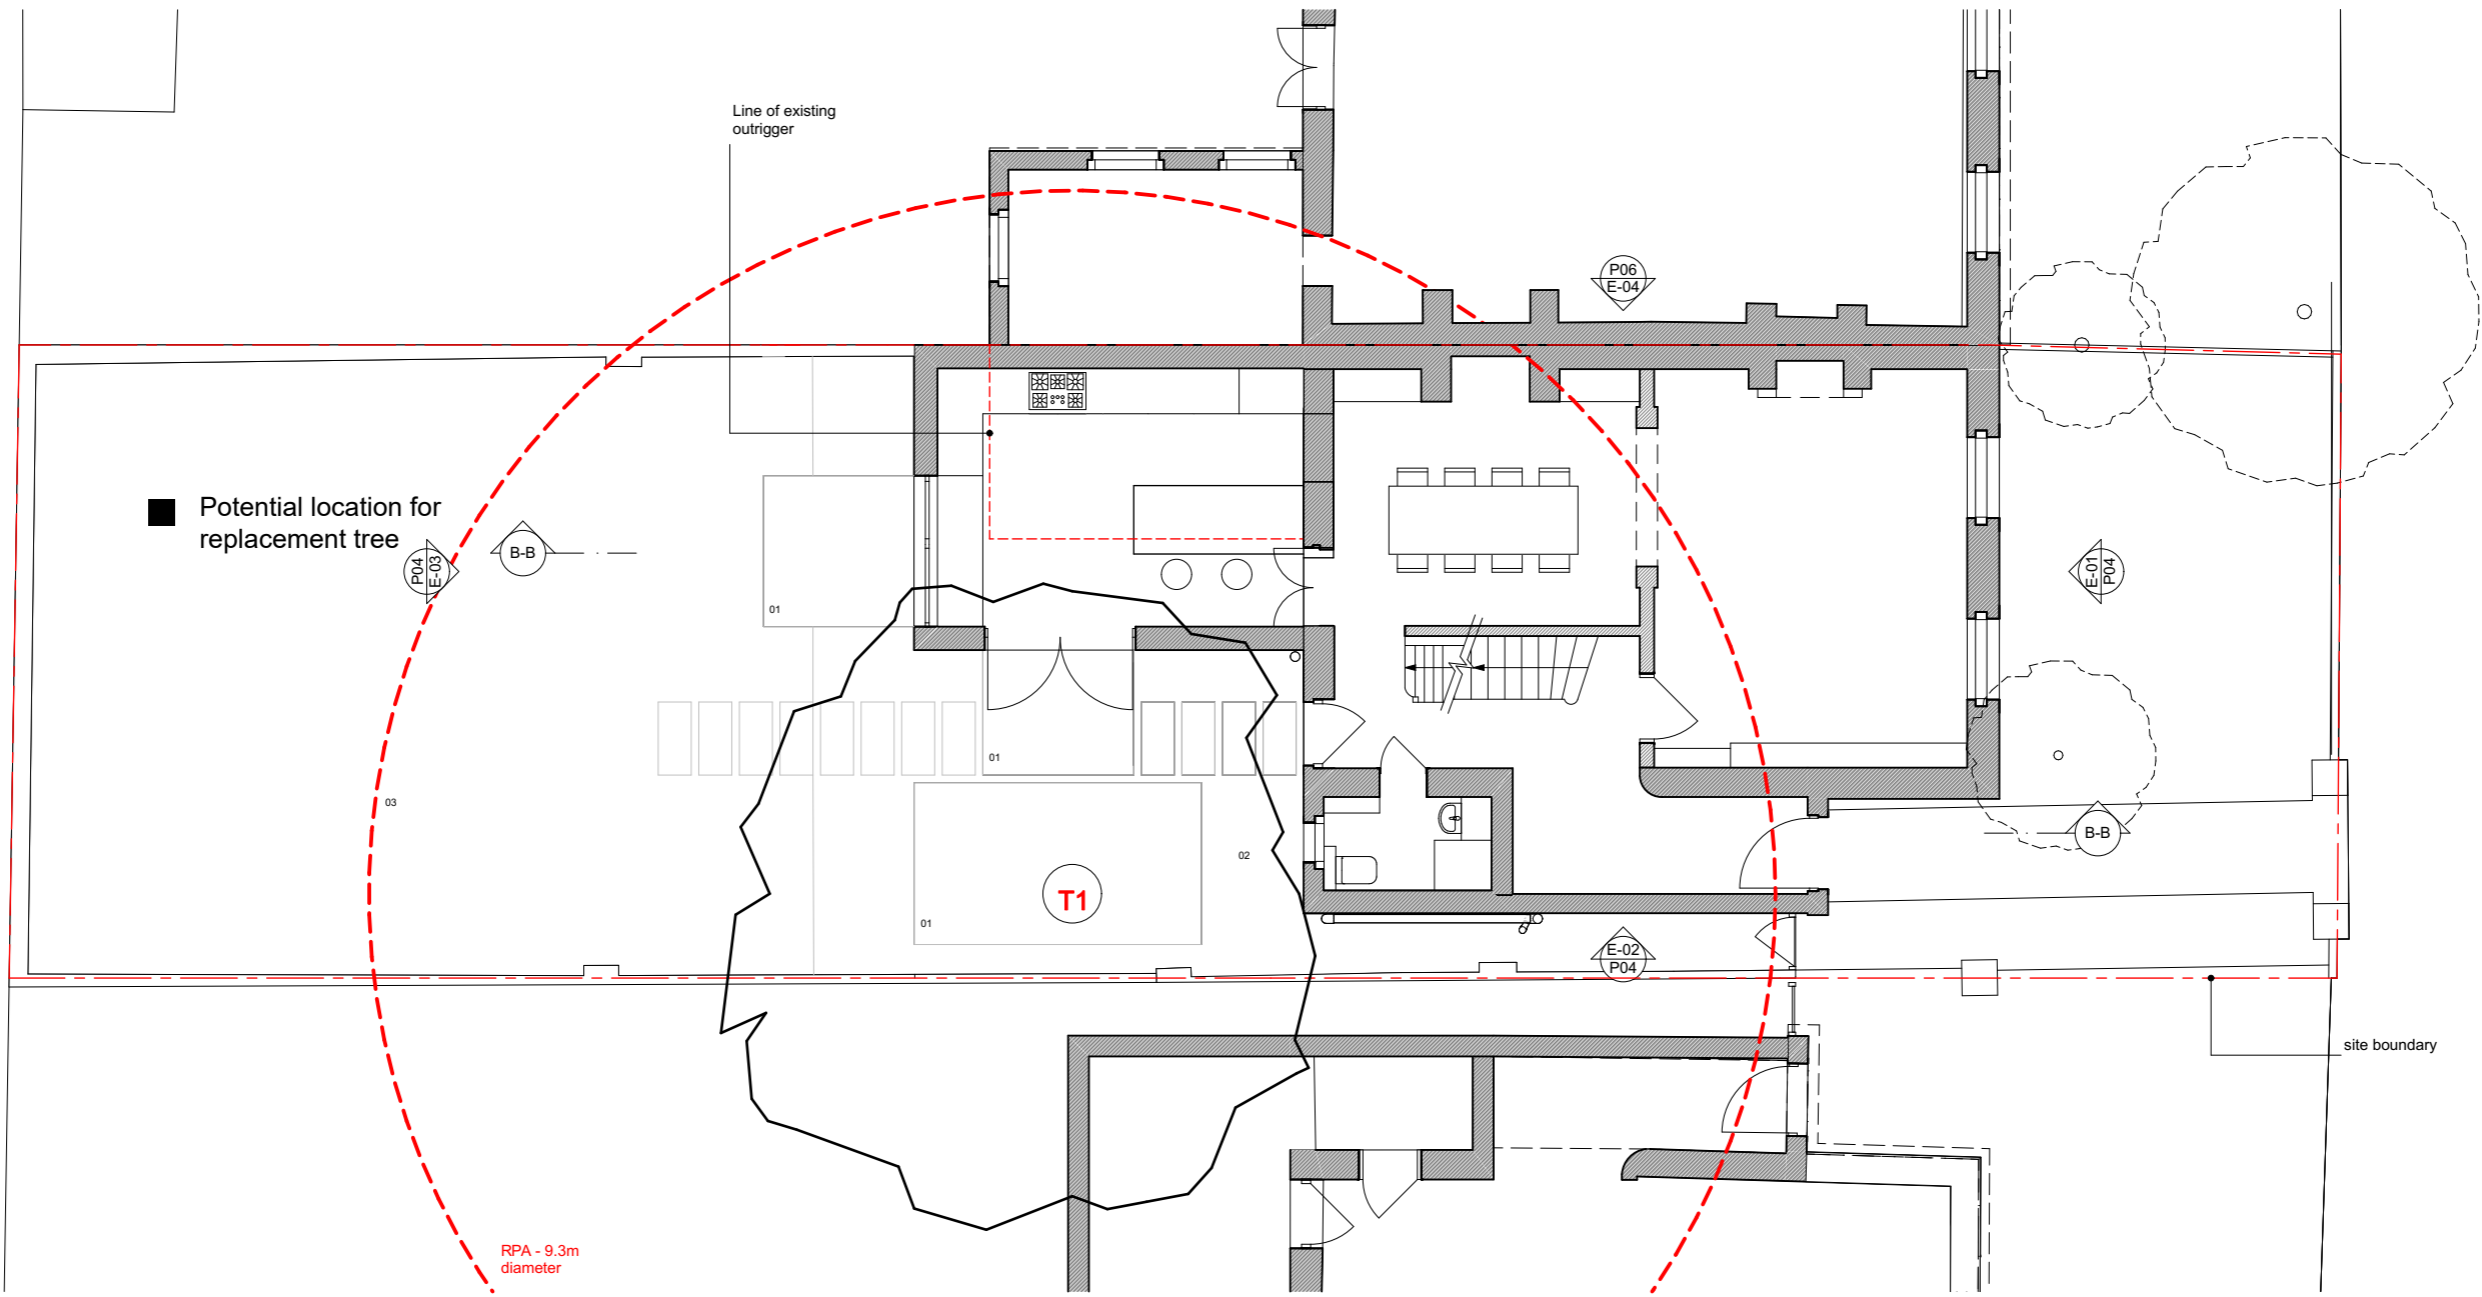 Line of existing
outrigger
P06
E-04
Potential location for
replacement tree
P04
E-03
B-B
E-01
P04
01
01
03
02
01
T1
B-B
E-02
P04
site boundary
RPA - 9.3m
diameter